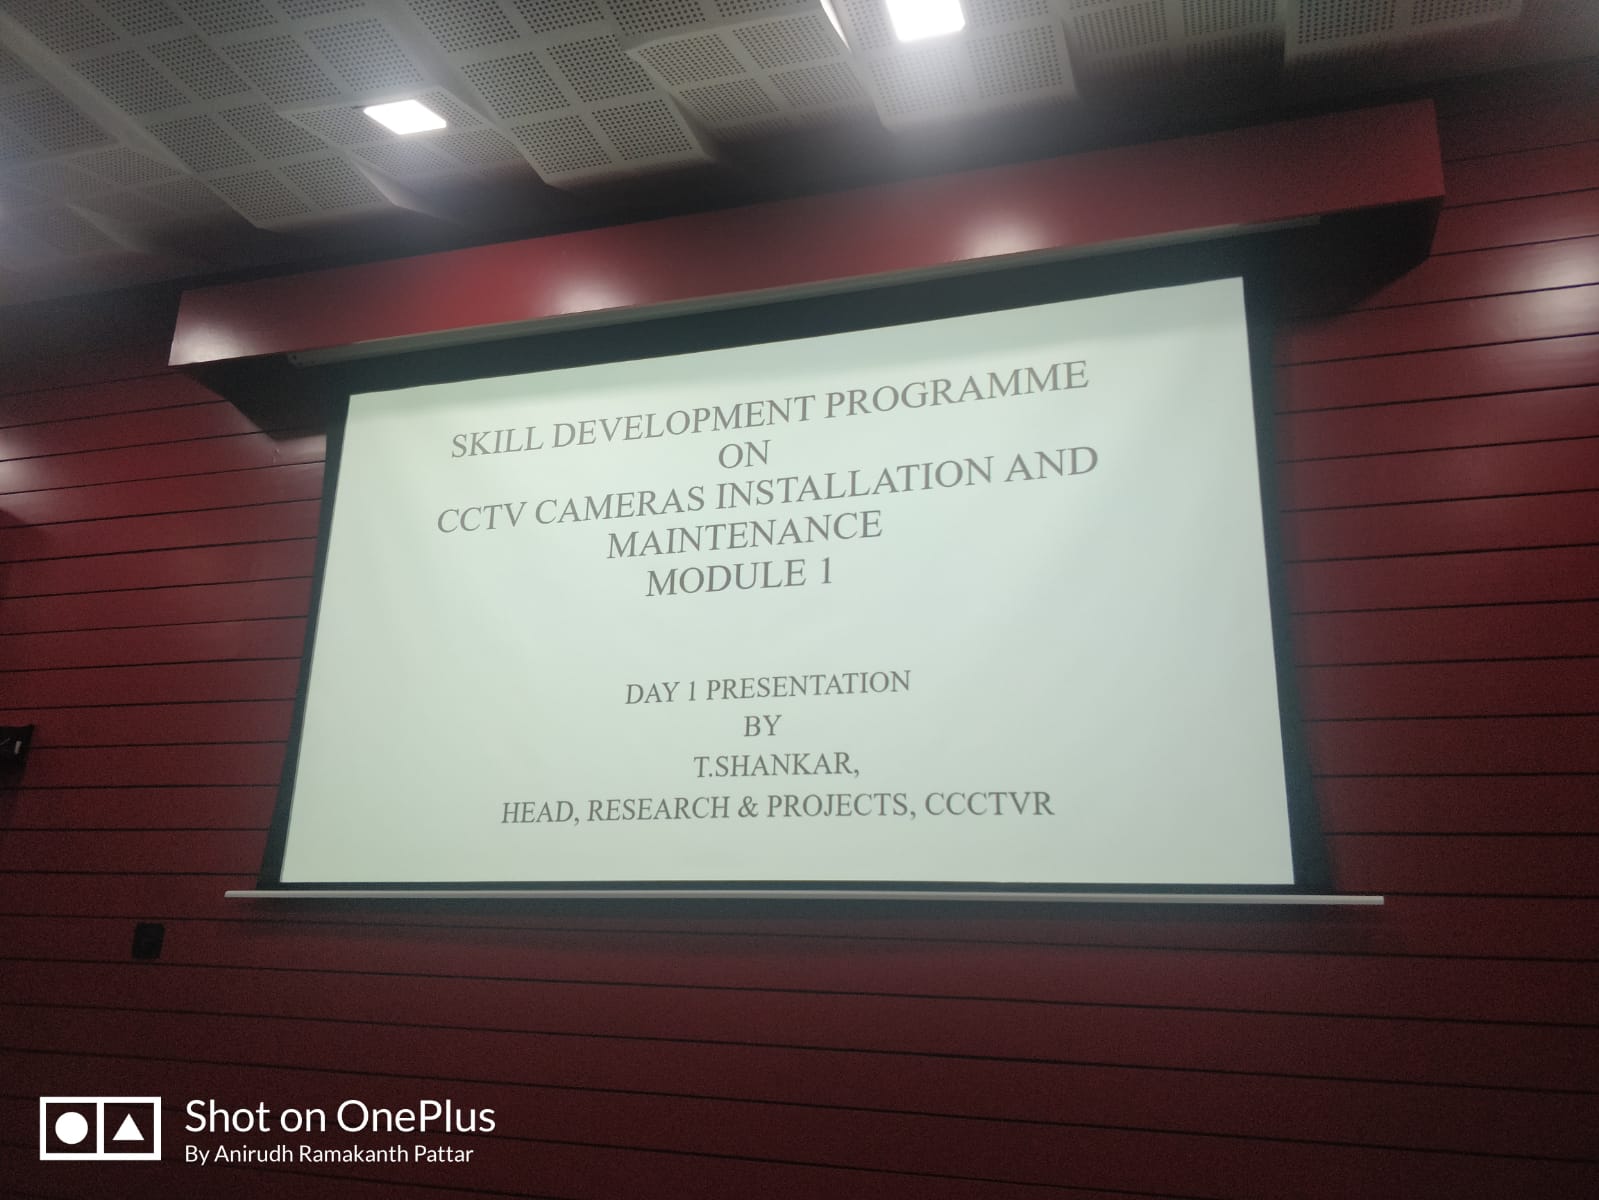 SKILL DEVELOPMENT PROGRAMME
ON
CCTV CAMERAS INSTALLATION AND
MAINTENANCE
MODULE 1
DAY 1 PRESENTATION
BY
T.SHANKAR,
HEAD, RESEARCH & PROJECTS, CCCTVR
Shot on OnePlus
By Anirudh Ramakanth Pattar